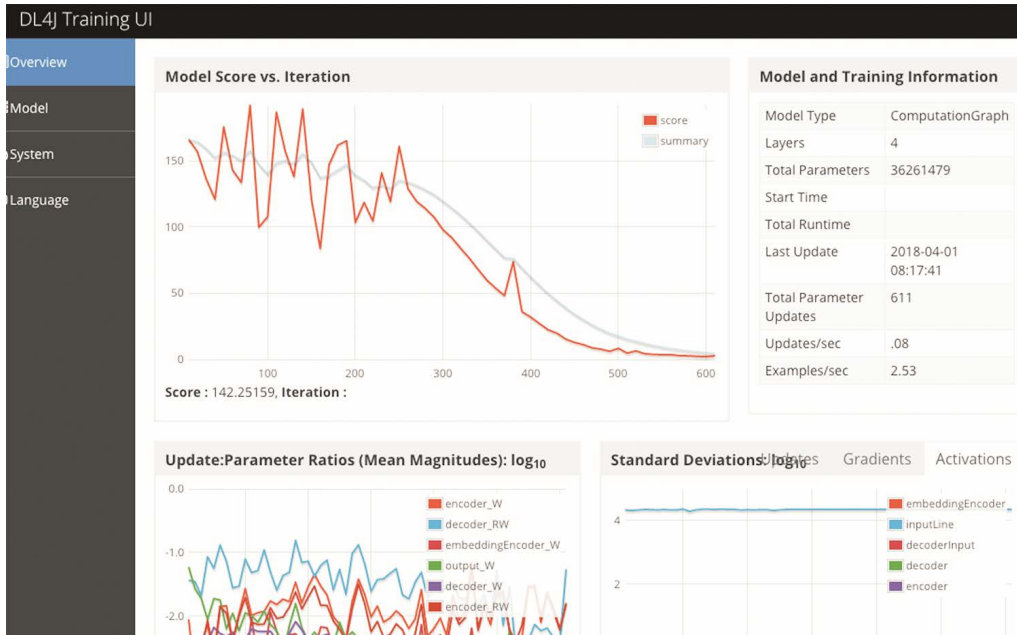 DL4J Training UI
Overview
Model
System
Language
Model Score vs. Iteration
score
summary
150
100
50
0
100 200 300 400 500 600
Score : 142.25159, Iteration :
Model and Training Information
Model Type ComputationGraph
Layers 4
Total Parameters 36261479
Start Time
Total Runtime
Last Update 2018-04-01
08:17:41
Total Parameter 611
Updates
Updates/sec .08
Examples/sec 2.53
Update:Parameter Ratios (Mean Magnitudes): log10
0.0
-1.0
-2.0
encoder_W
decoder_RW
embeddingEncoder_W
output_W
decoder_W
encoder_RW
Standard Deviations: log10 Updates Gradients Activations
4
2
embeddingEncoder
inputLine
decoderInput
decoder
encoder